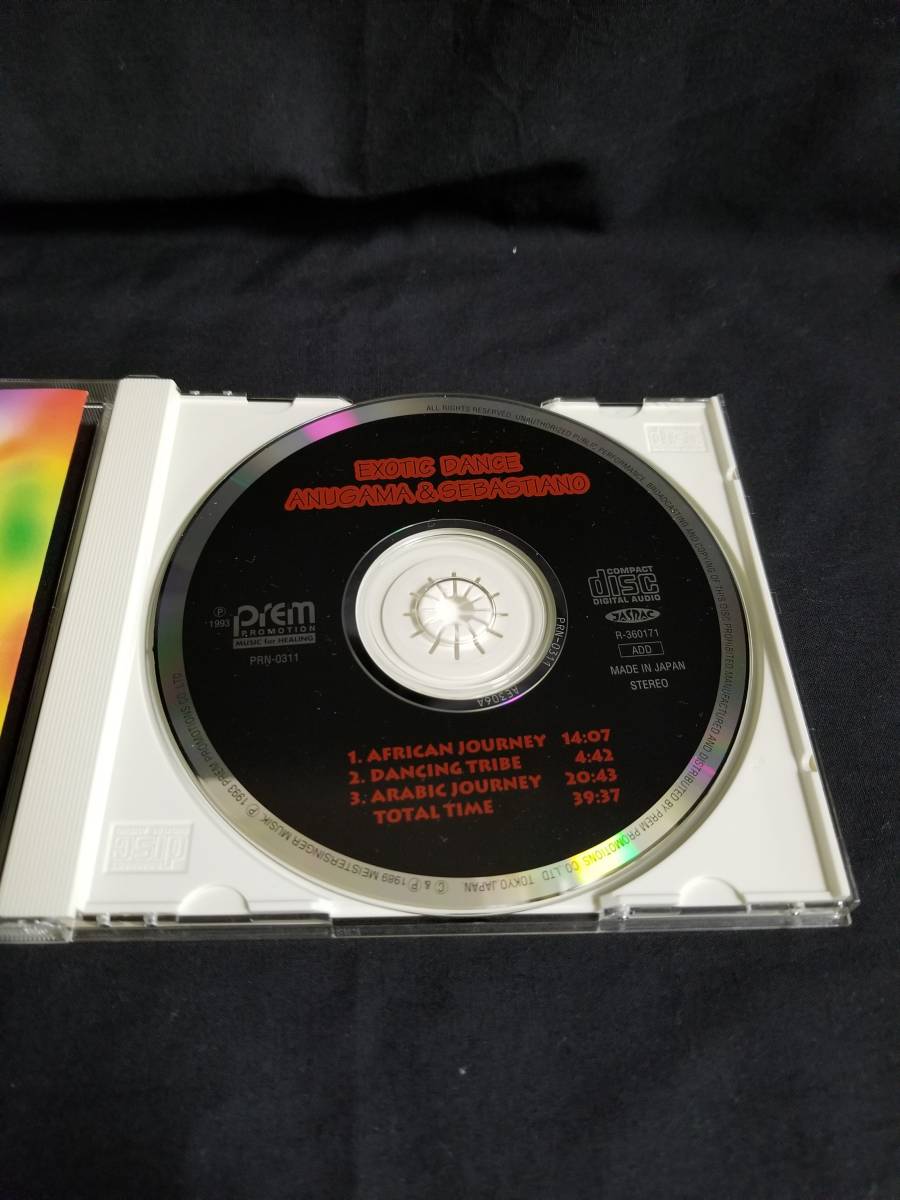 EXOTIC DANCE
ANUGAMA & SEBASTIANO
℗
1993
prem
PROMOTION
MUSIC for HEALING
PRN-0311
COMPACT
disc
DIGITAL AUDIO
JASRAC
R-360171
ADD
MADE IN JAPAN
STEREO
1. AFRICAN JOURNEY 14:07
2. DANCING TRIBE 4:42
3. ARABIC JOURNEY 20:43
TOTAL TIME 39:37
ALL RIGHTS RESERVED. UNAUTHORIZED PUBLIC PERFORMANCE, BROADCASTING AND COPYING OF THIS DISC PROHIBITED MANUFACTURED AND DISTRIBUTED BY PREM PROMOTIONS CO. LTD TOKYO, JAPAN © & ℗ 1989 MEISTERSINGER MUSIK ℗ 1993 PREM PROMOTIONS CO. LTD.
PRN-0311
AE306A